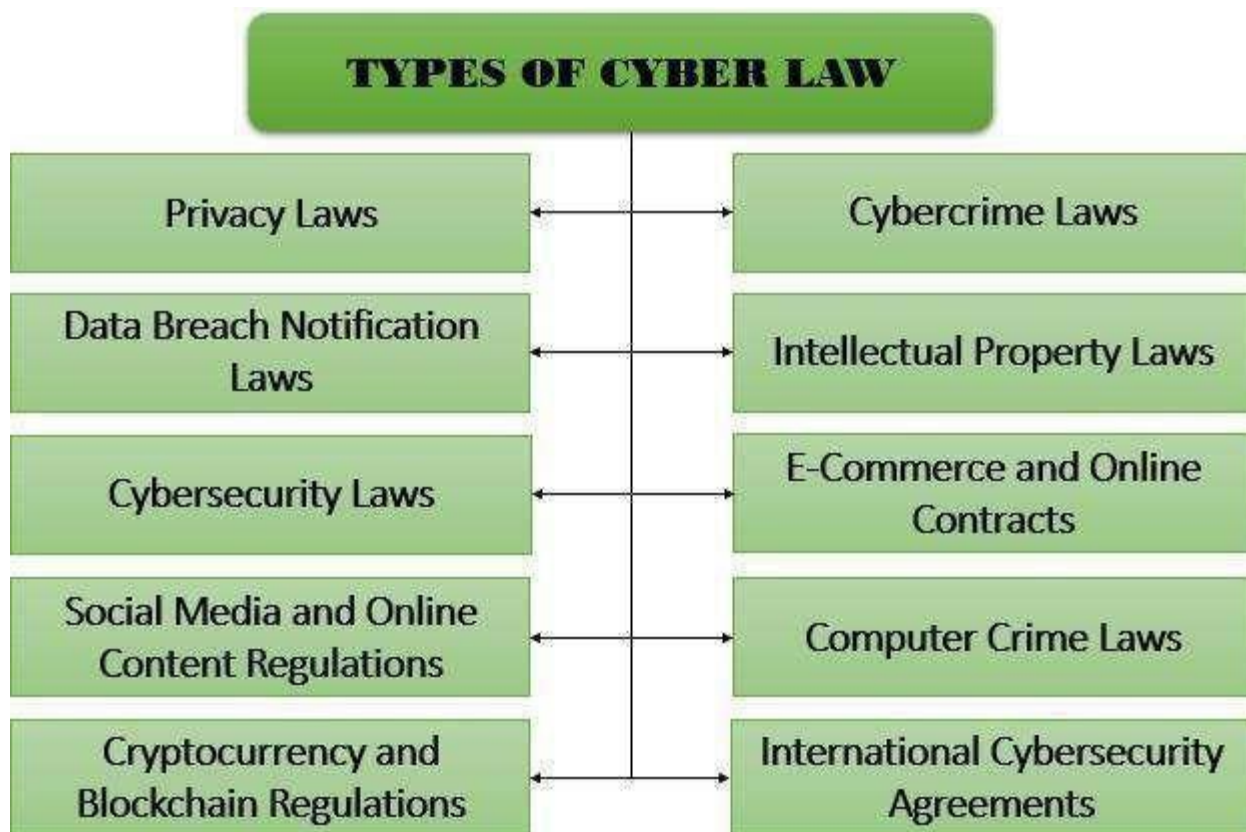 TYPES OF CYBER LAW
Privacy Laws
Cybercrime Laws
Data Breach Notification
Laws
Intellectual Property Laws
Cybersecurity Laws
E-Commerce and Online
Contracts
Social Media and Online
Content Regulations
Computer Crime Laws
Cryptocurrency and
Blockchain Regulations
International Cybersecurity
Agreements